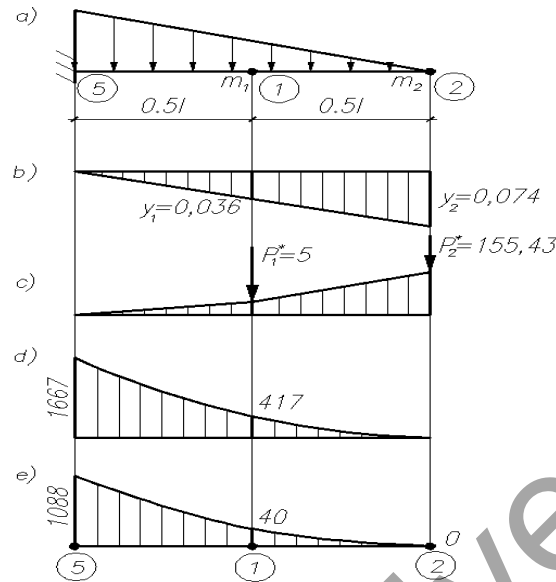 a)
m₁
m₂
5
1
2
0.5l
0.5l
b)
y₁=0,036
y₂=0,074
P₁*=5
P₂*=155,43
c)
d)
1667
417
e)
1088
40
0
5
1
2